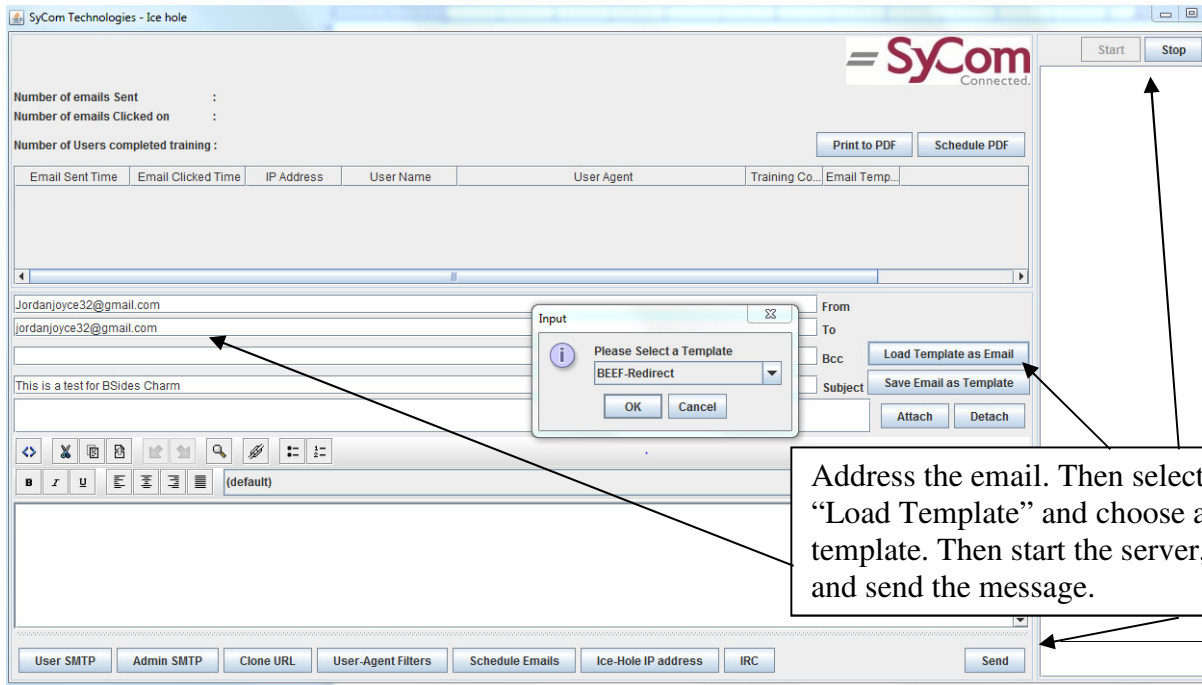 SyCom Technologies - Ice hole
= SyCom
Connected.
Start Stop
Number of emails Sent :
Number of emails Clicked on :
Number of Users completed training :
Print to PDF Schedule PDF
Email Sent Time Email Clicked Time IP Address User Name User Agent Training Co... Email Temp...
Jordanjoyce32@gmail.com From
jordanjoyce32@gmail.com To
Bcc Load Template as Email
This is a test for BSides Charm Subject Save Email as Template
Attach Detach
Input
Please Select a Template
BEEF-Redirect
OK Cancel
B I U (default)
Address the email. Then select
“Load Template” and choose a
template. Then start the server,
and send the message.
User SMTP Admin SMTP Clone URL User-Agent Filters Schedule Emails Ice-Hole IP address IRC Send